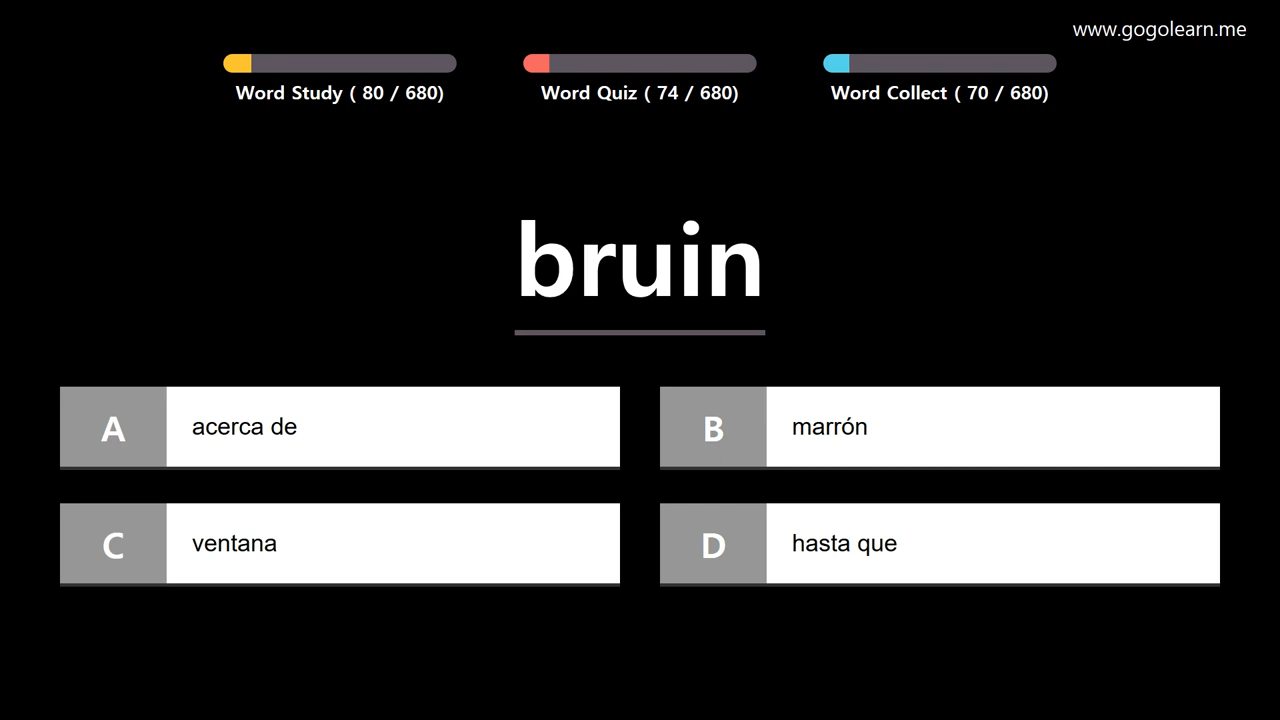 www.gogolearn.me
Word Study ( 80 / 680)
Word Quiz ( 74 / 680)
Word Collect ( 70 / 680)
bruin
A acerca de
B marrón
C ventana
D hasta que